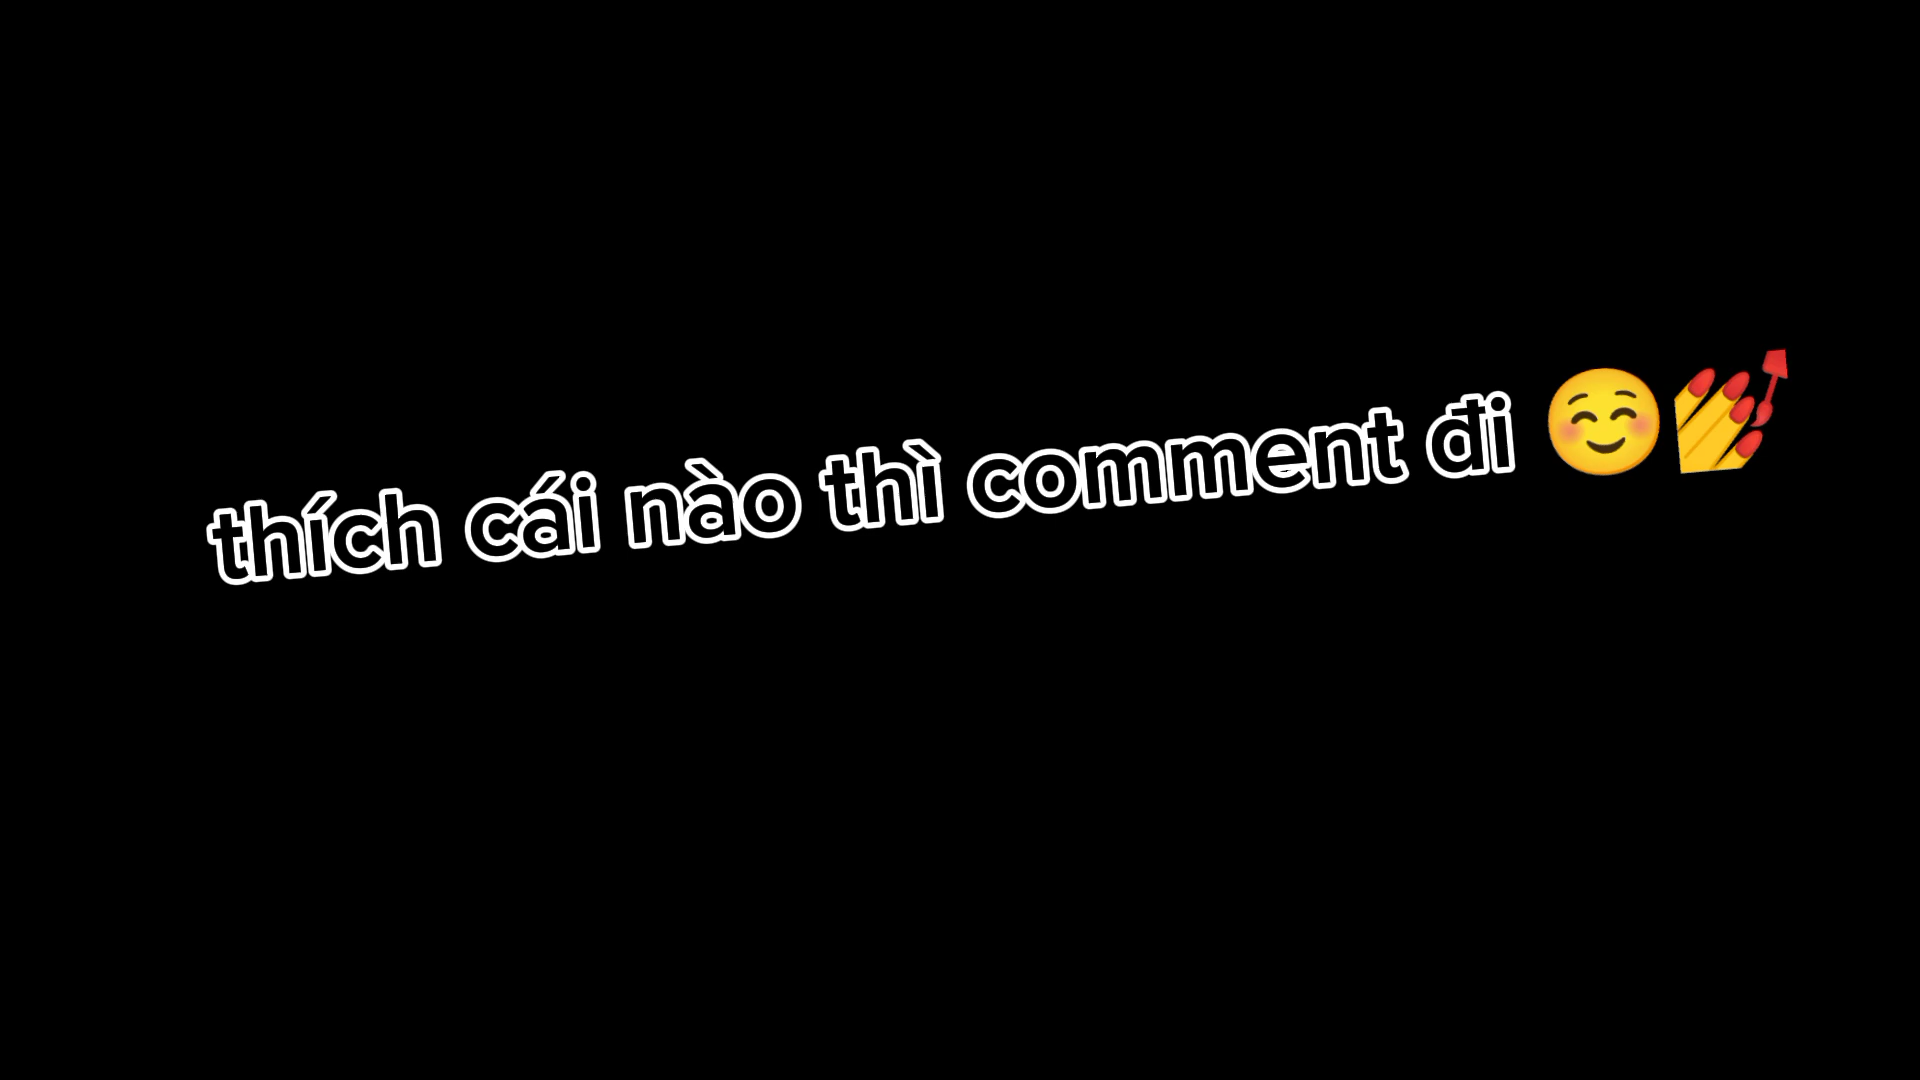 thích cái nào thì comment đi ☺️💅